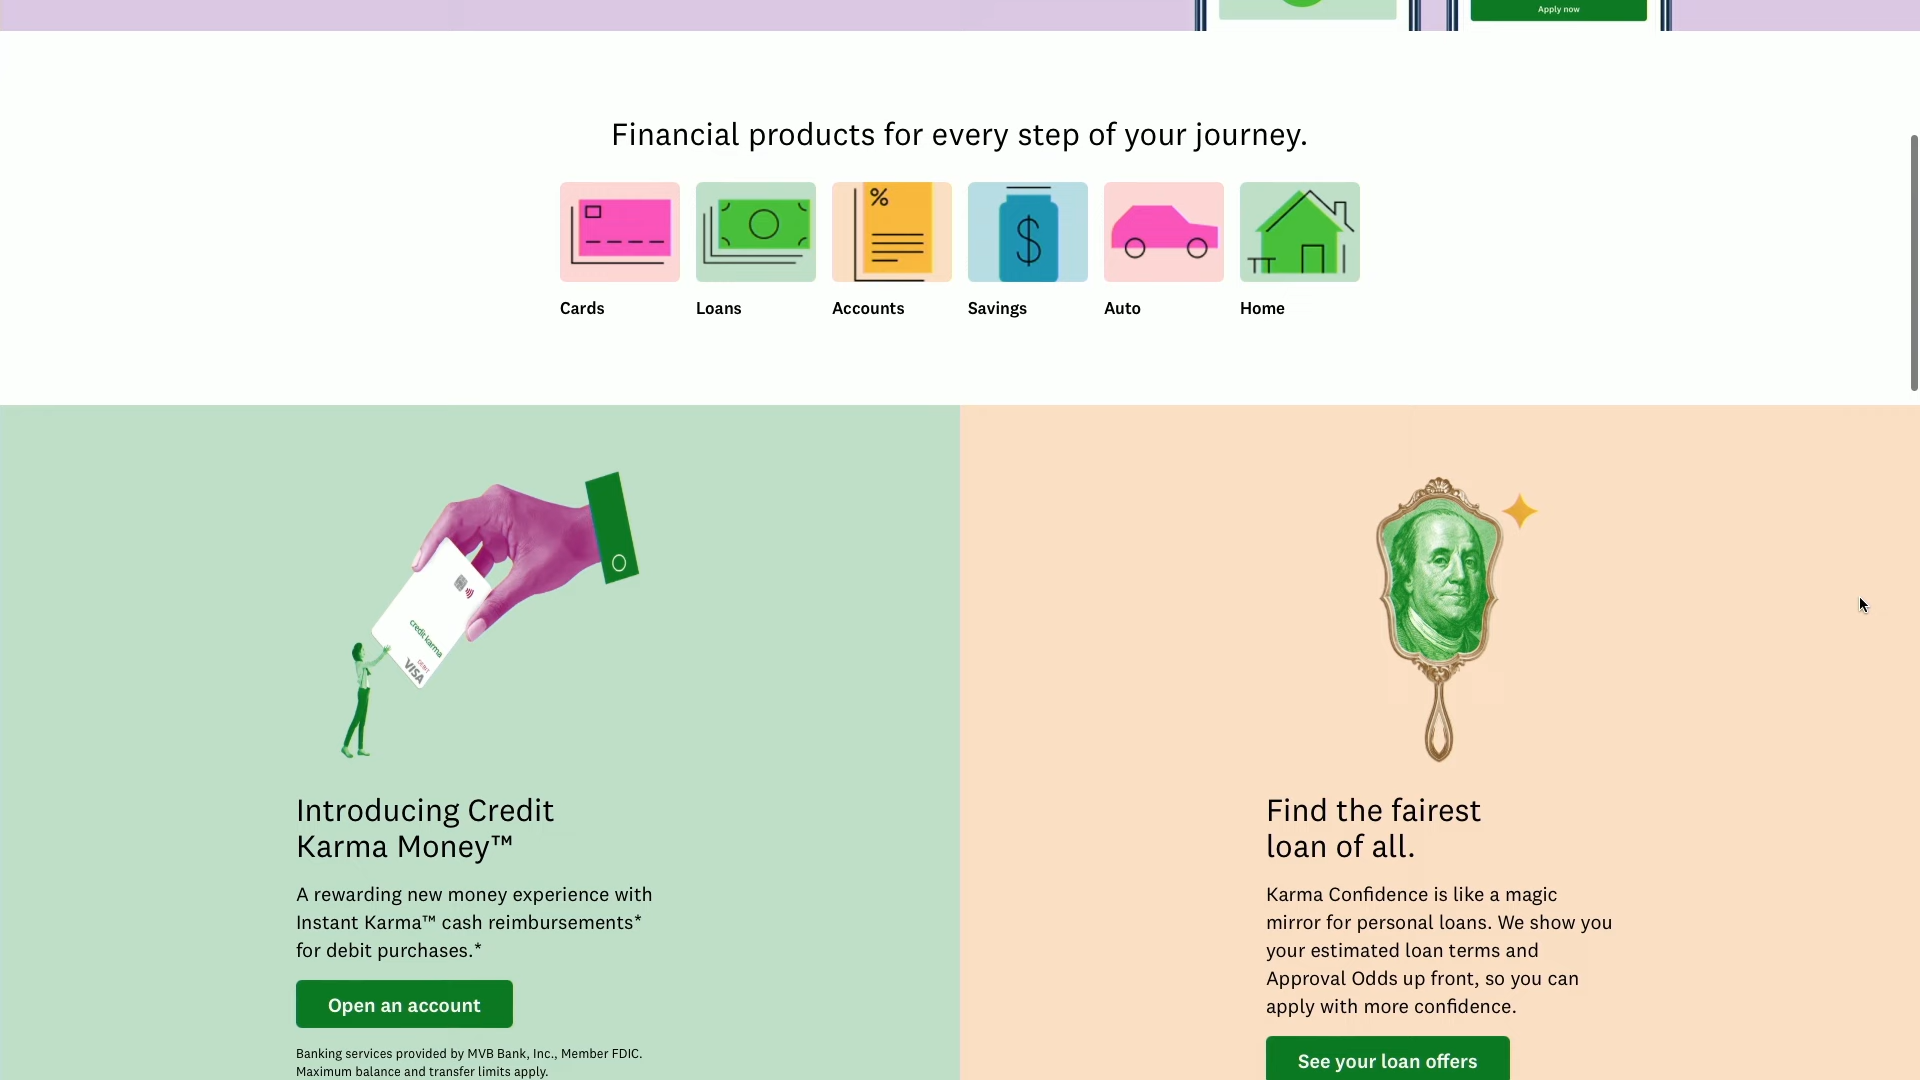 Apply now
Financial products for every step of your journey.
%
$
Cards
Loans
Accounts
Savings
Auto
Home
credit karma
DEBIT
VISA
Introducing Credit
Karma Money™
A rewarding new money experience with
Instant Karma™ cash reimbursements*
for debit purchases.*
Open an account
Banking services provided by MVB Bank, Inc., Member FDIC.
Maximum balance and transfer limits apply.
Find the fairest
loan of all.
Karma Confidence is like a magic
mirror for personal loans. We show you
your estimated loan terms and
Approval Odds up front, so you can
apply with more confidence.
See your loan offers